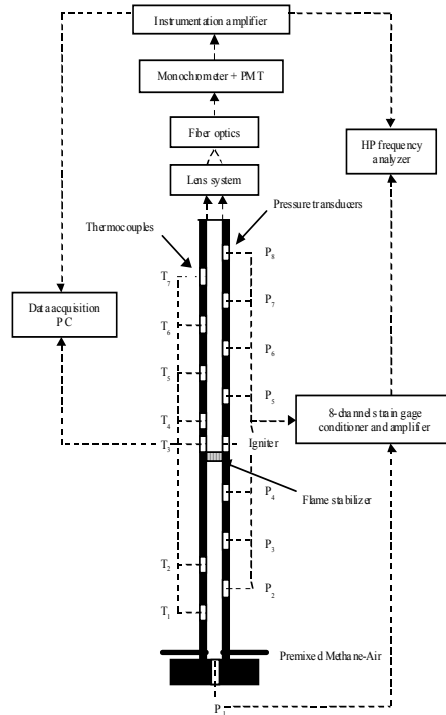 Instrumentation amplifier
Monochrometer + PMT
Fiber optics
HP frequency
analyzer
Lens system
Pressure transducers
Thermocouples
P8
T7
P7
Data acquisition
PC
T6
P6
T5
P5
8-channel strain gage
conditioner and amplifier
T4
T3
Igniter
P4
Flame stabilizer
P3
T2
P2
T1
Premixed Methane-Air
P1